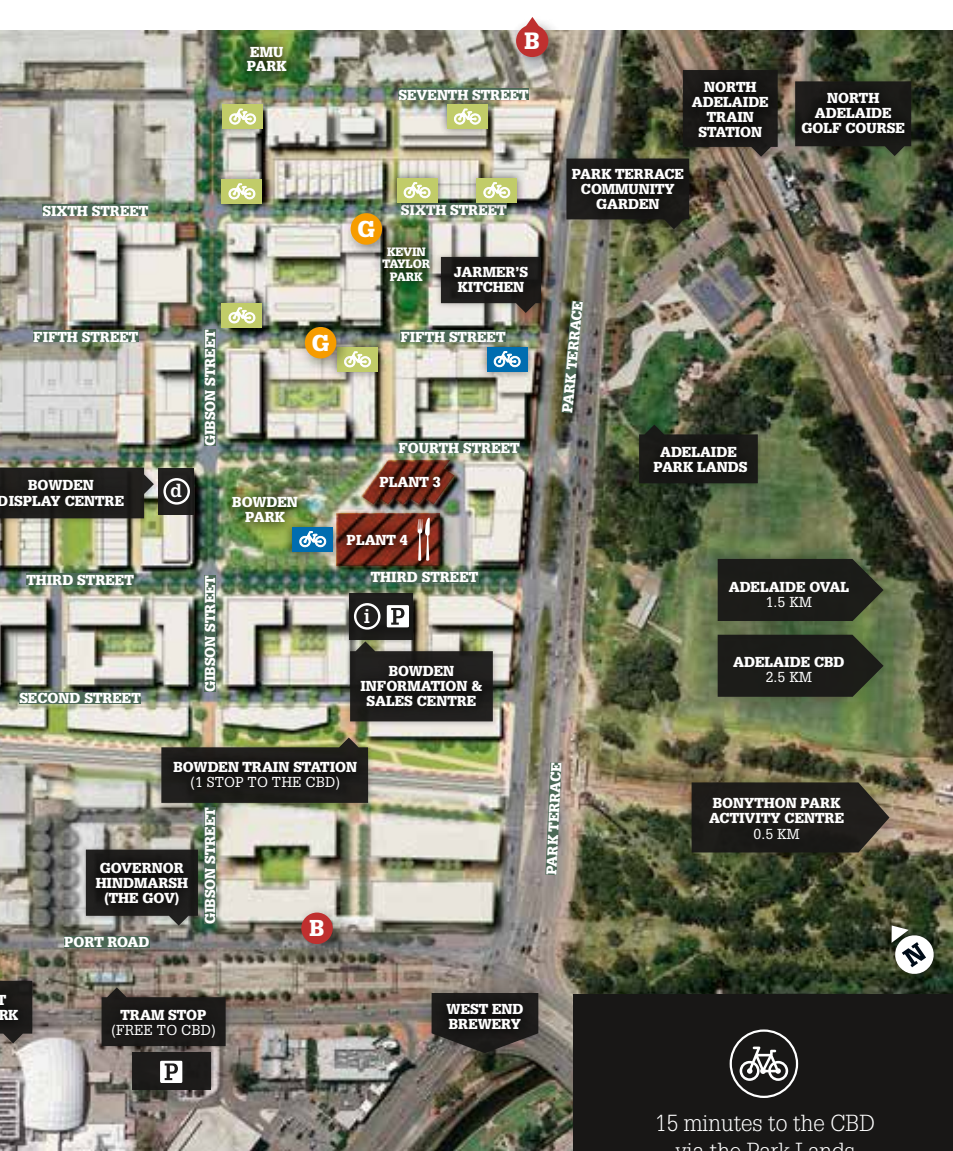 B
EMU
PARK
SEVENTH STREET
NORTH
ADELAIDE
TRAIN
STATION
NORTH
ADELAIDE
GOLF COURSE
PARK TERRACE
COMMUNITY
GARDEN
SIXTH STREET
SIXTH STREET
G
KEVIN
TAYLOR
PARK
JARMER'S
KITCHEN
FIFTH STREET
G
FIFTH STREET
GIBSON STREET
PARK TERRACE
FOURTH STREET
ADELAIDE
PARK LANDS
BOWDEN
DISPLAY CENTRE
d
PLANT 3
BOWDEN
PARK
PLANT 4
THIRD STREET
THIRD STREET
ADELAIDE OVAL
1.5 KM
GIBSON STREET
i P
ADELAIDE CBD
2.5 KM
BOWDEN
INFORMATION &
SALES CENTRE
SECOND STREET
BOWDEN TRAIN STATION
(1 STOP TO THE CBD)
PARK TERRACE
BONYTHON PARK
ACTIVITY CENTRE
0.5 KM
GIBSON STREET
GOVERNOR
HINDMARSH
(THE GOV)
B
PORT ROAD
N
T
RK
TRAM STOP
(FREE TO CBD)
P
WEST END
BREWERY
15 minutes to the CBD
via the Park Lands